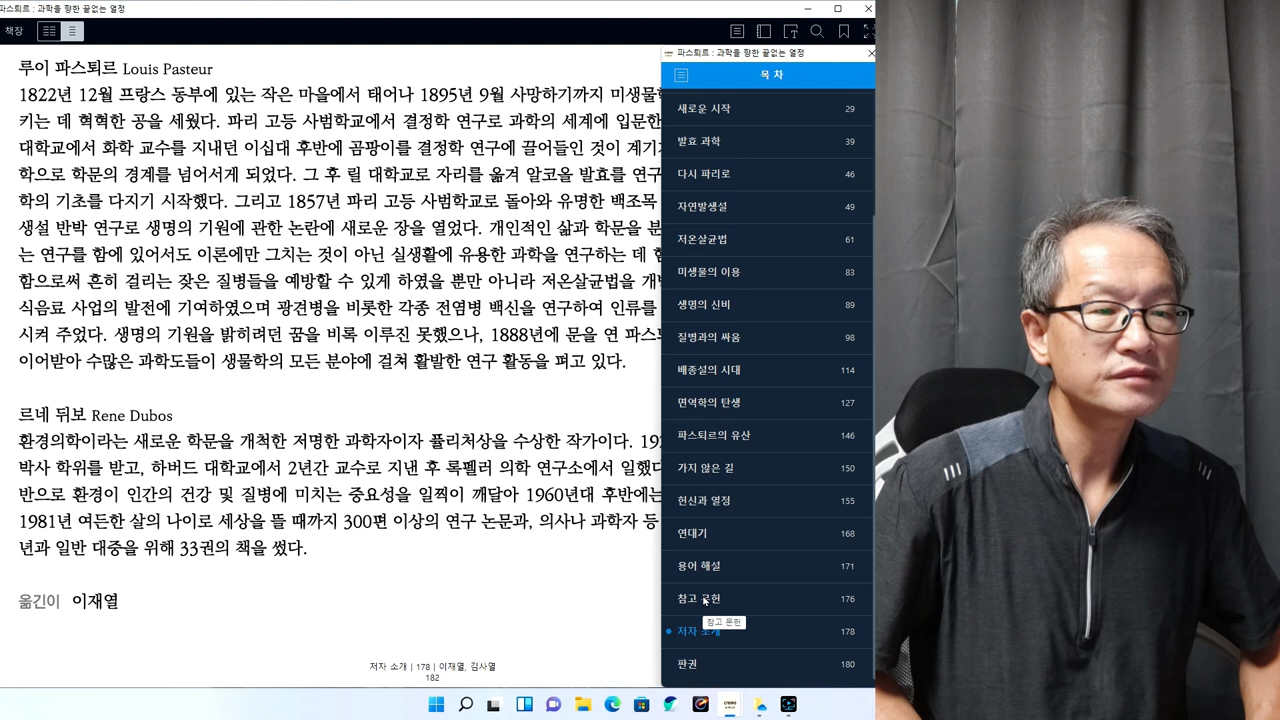 파스퇴르 : 과학을 향한 끝없는 열정
책장
루이 파스퇴르 Louis Pasteur
1822년 12월 프랑스 동부에 있는 작은 마을에서 태어나 1895년 9월 사망하기까지 미생물학
키는 데 혁혁한 공을 세웠다. 파리 고등 사범학교에서 결정학 연구로 과학의 세계에 입문한
대학교에서 화학 교수를 지내던 이십대 후반에 곰팡이를 결정학 연구에 끌어들인 것이 계기
학으로 학문의 경계를 넘어서게 되었다. 그 후 릴 대학교로 자리를 옮겨 알코올 발효를 연구
학의 기초를 다지기 시작했다. 그리고 1857년 파리 고등 사범학교로 돌아와 유명한 백조목
생설 반박 연구로 생명의 기원에 관한 논란에 새로운 장을 열었다. 개인적인 삶과 학문을 분
는 연구를 함에 있어서도 이론에만 그치는 것이 아닌 실생활에 유용한 과학을 연구하는 데
함으로써 흔히 걸리는 잦은 질병들을 예방할 수 있게 하였을 뿐만 아니라 저온살균법을 개
식음료 사업의 발전에 기여하였으며 광견병을 비롯한 각종 전염병 백신을 연구하여 인류를
시켜 주었다. 생명의 기원을 밝히려던 꿈을 비록 이루진 못했으나, 1888년에 문을 연 파스
이어받아 수많은 과학도들이 생물학의 모든 분야에 걸쳐 활발한 연구 활동을 펴고 있다.
르네 뒤보 Rene Dubos
환경의학이라는 새로운 학문을 개척한 저명한 과학자이자 퓰리처상을 수상한 작가이다.
박사 학위를 받고, 하버드 대학교에서 2년간 교수로 지낸 후 록펠러 의학 연구소에서 일했다
반으로 환경이 인간의 건강 및 질병에 미치는 중요성을 일찍이 깨달아 1960년대 후반에는
1981년 여든한 살의 나이로 세상을 뜰 때까지 300편 이상의 연구 논문과, 의사나 과학자 등
년과 일반 대중을 위해 33권의 책을 썼다.
옮긴이 이재열
저자 소개 | 178 | 이재열, 김사열
182
파스퇴르 : 과학을 향한 끝없는 열정
목 차
새로운 시작 29
발효 과학 39
다시 파리로 46
자연발생설 49
저온살균법 61
미생물의 이용 83
생명의 신비 89
질병과의 싸움 98
배종설의 시대 114
면역학의 탄생 127
파스퇴르의 유산 146
가지 않은 길 150
헌신과 열정 155
연대기 168
용어 해설 171
참고 문헌 176
참고 문헌
저자 소개 178
판권 180